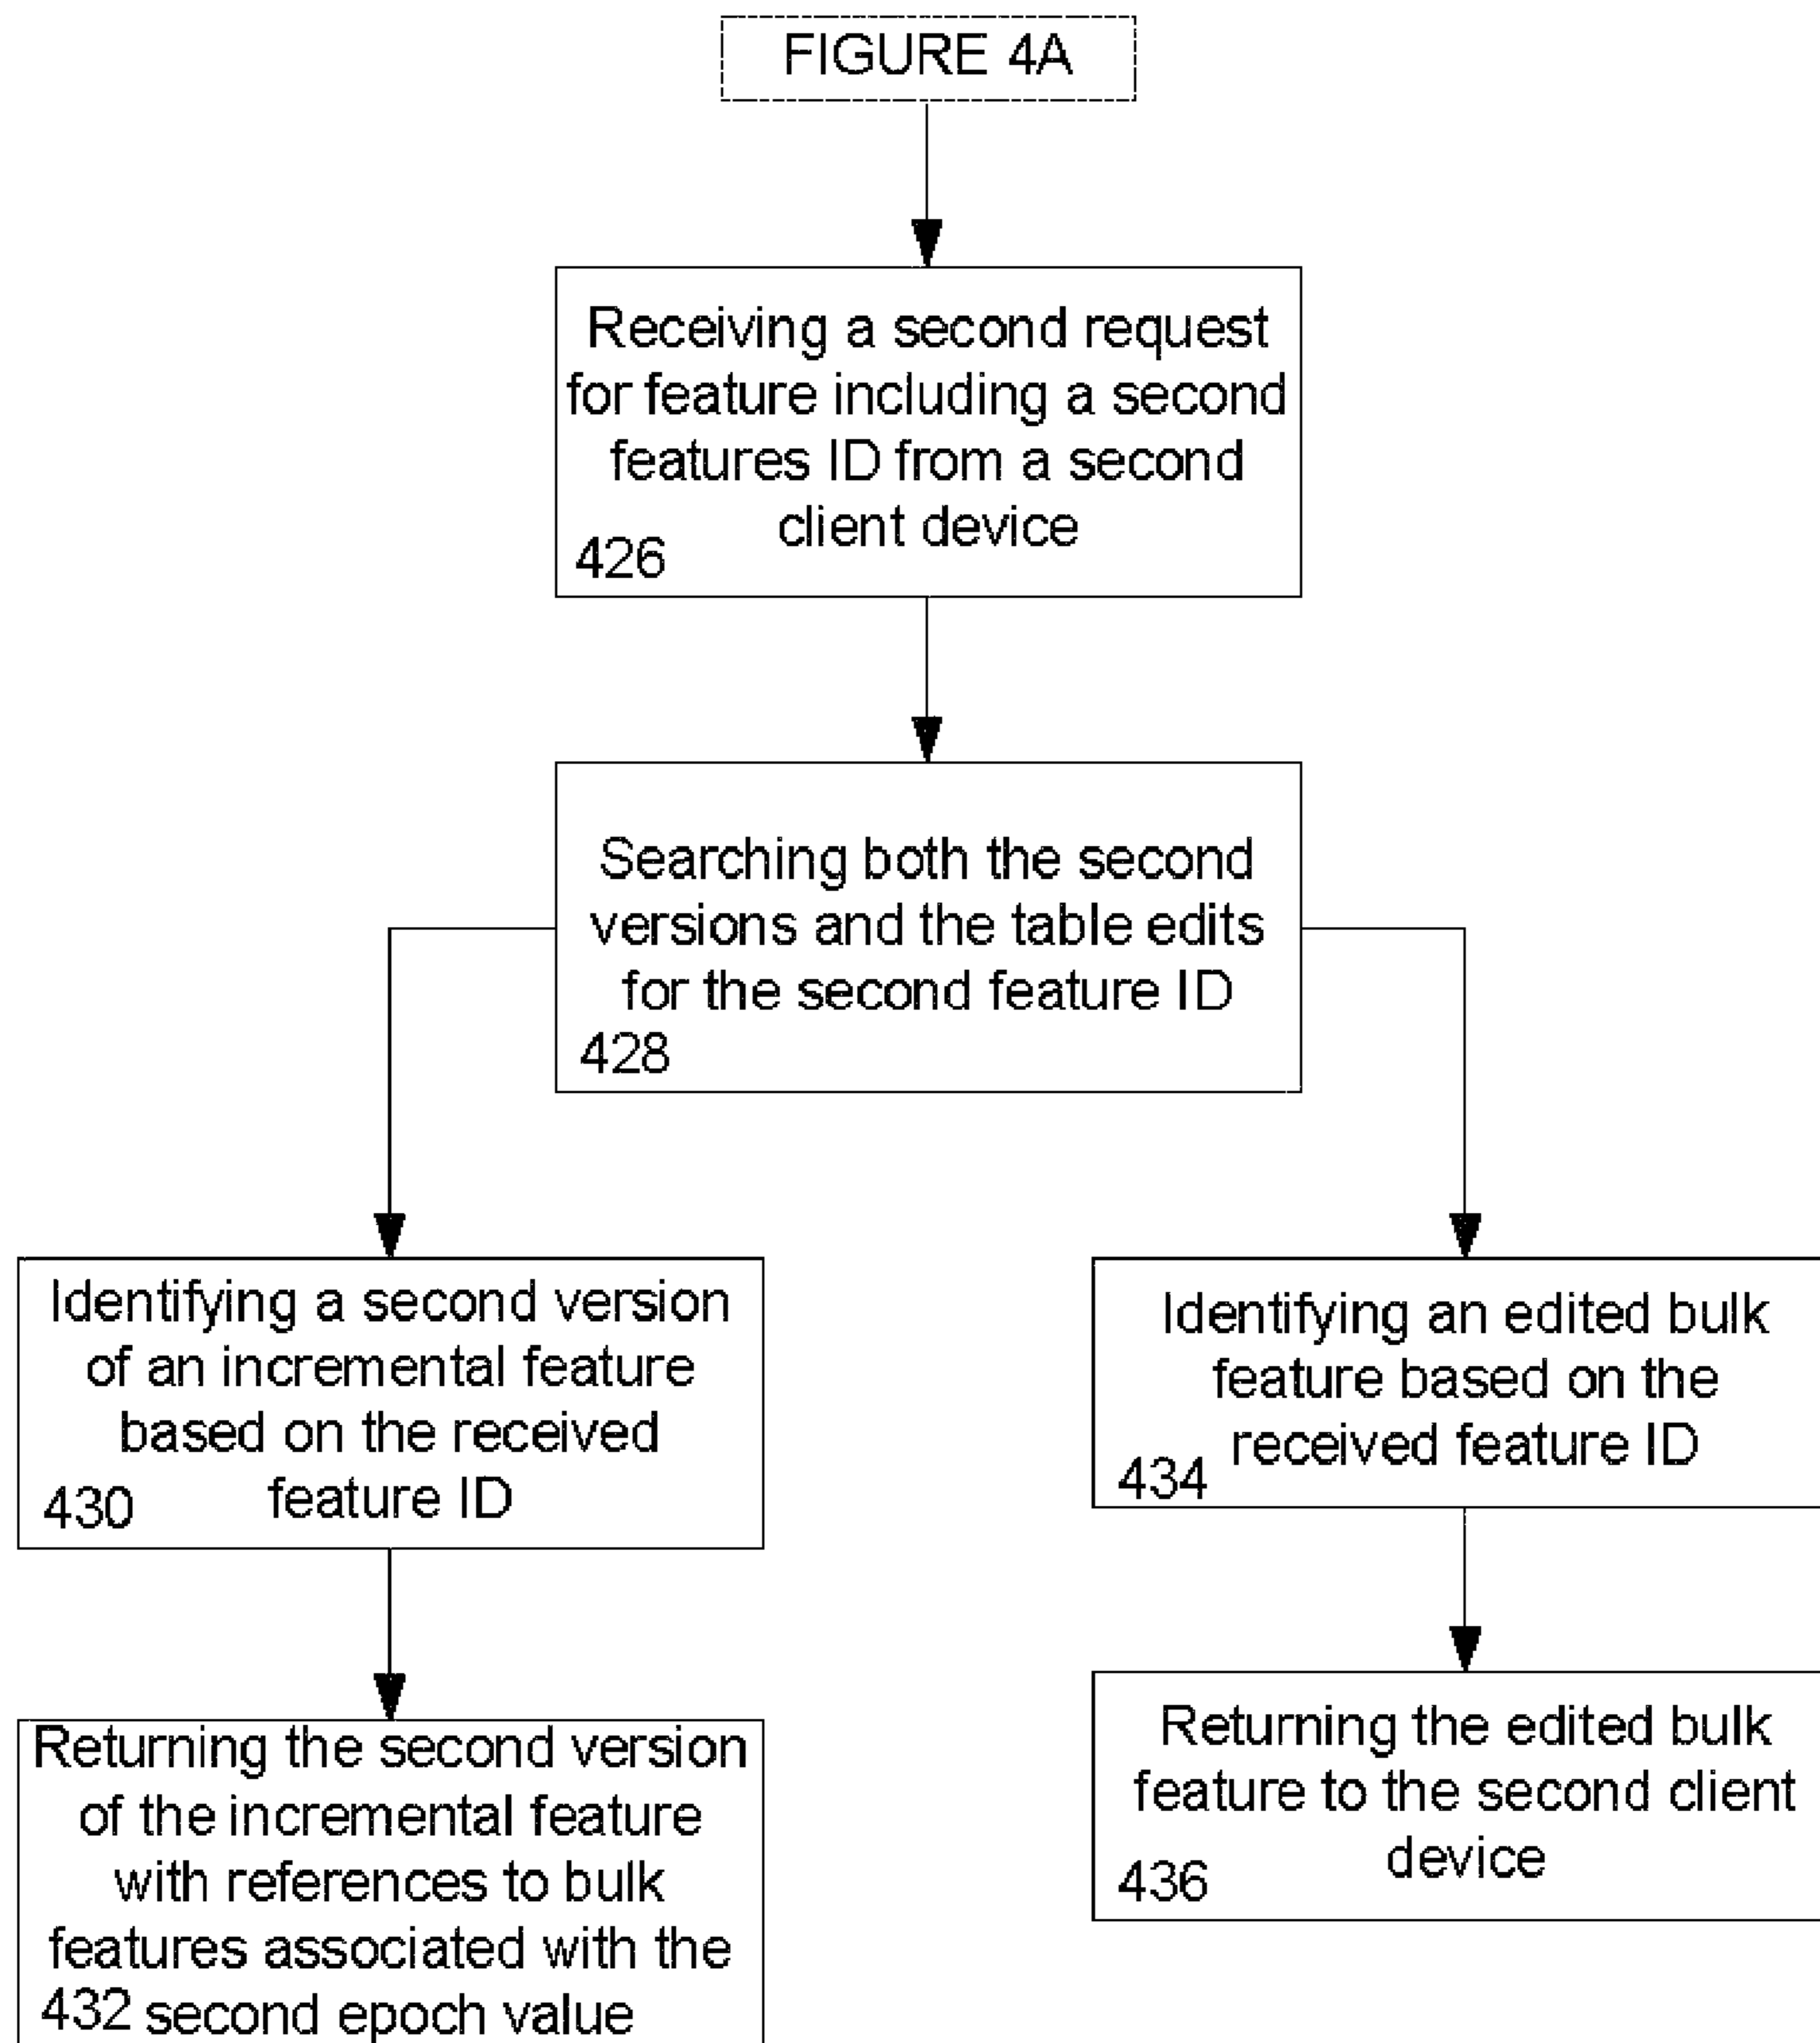 FIGURE 4A
Receiving a second request
for feature including a second
features ID from a second
client device
426
Searching both the second
versions and the table edits
for the second feature ID
428
Identifying a second version
of an incremental feature
based on the received
feature ID
430
Returning the second version
of the incremental feature
with references to bulk
features associated with the
432 second epoch value
Identifying an edited bulk
feature based on the
received feature ID
434
Returning the edited bulk
feature to the second client
device
436